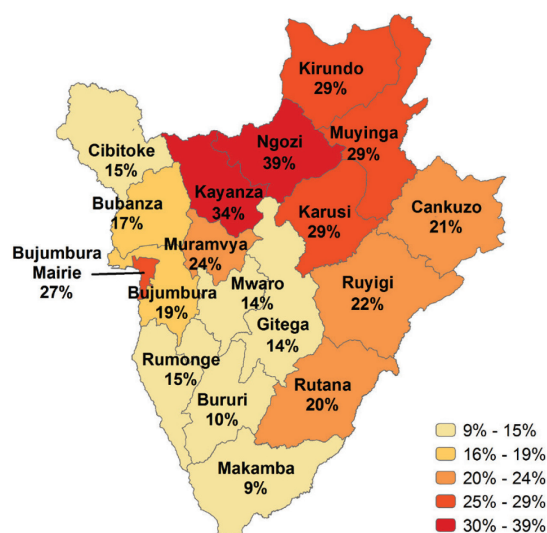 Kirundo
29%
Ngozi
39%
Muyinga
29%
Cibitoke
15%
Kayanza
34%
Bubanza
17%
Karusi
29%
Cankuzo
21%
Muramvya
24%
Bujumbura
Mairie
27%
Bujumbura
19%
Mwaro
14%
Gitega
14%
Ruyigi
22%
Rumonge
15%
Bururi
10%
Rutana
20%
Makamba
9%
9% - 15%
16% - 19%
20% - 24%
25% - 29%
30% - 39%